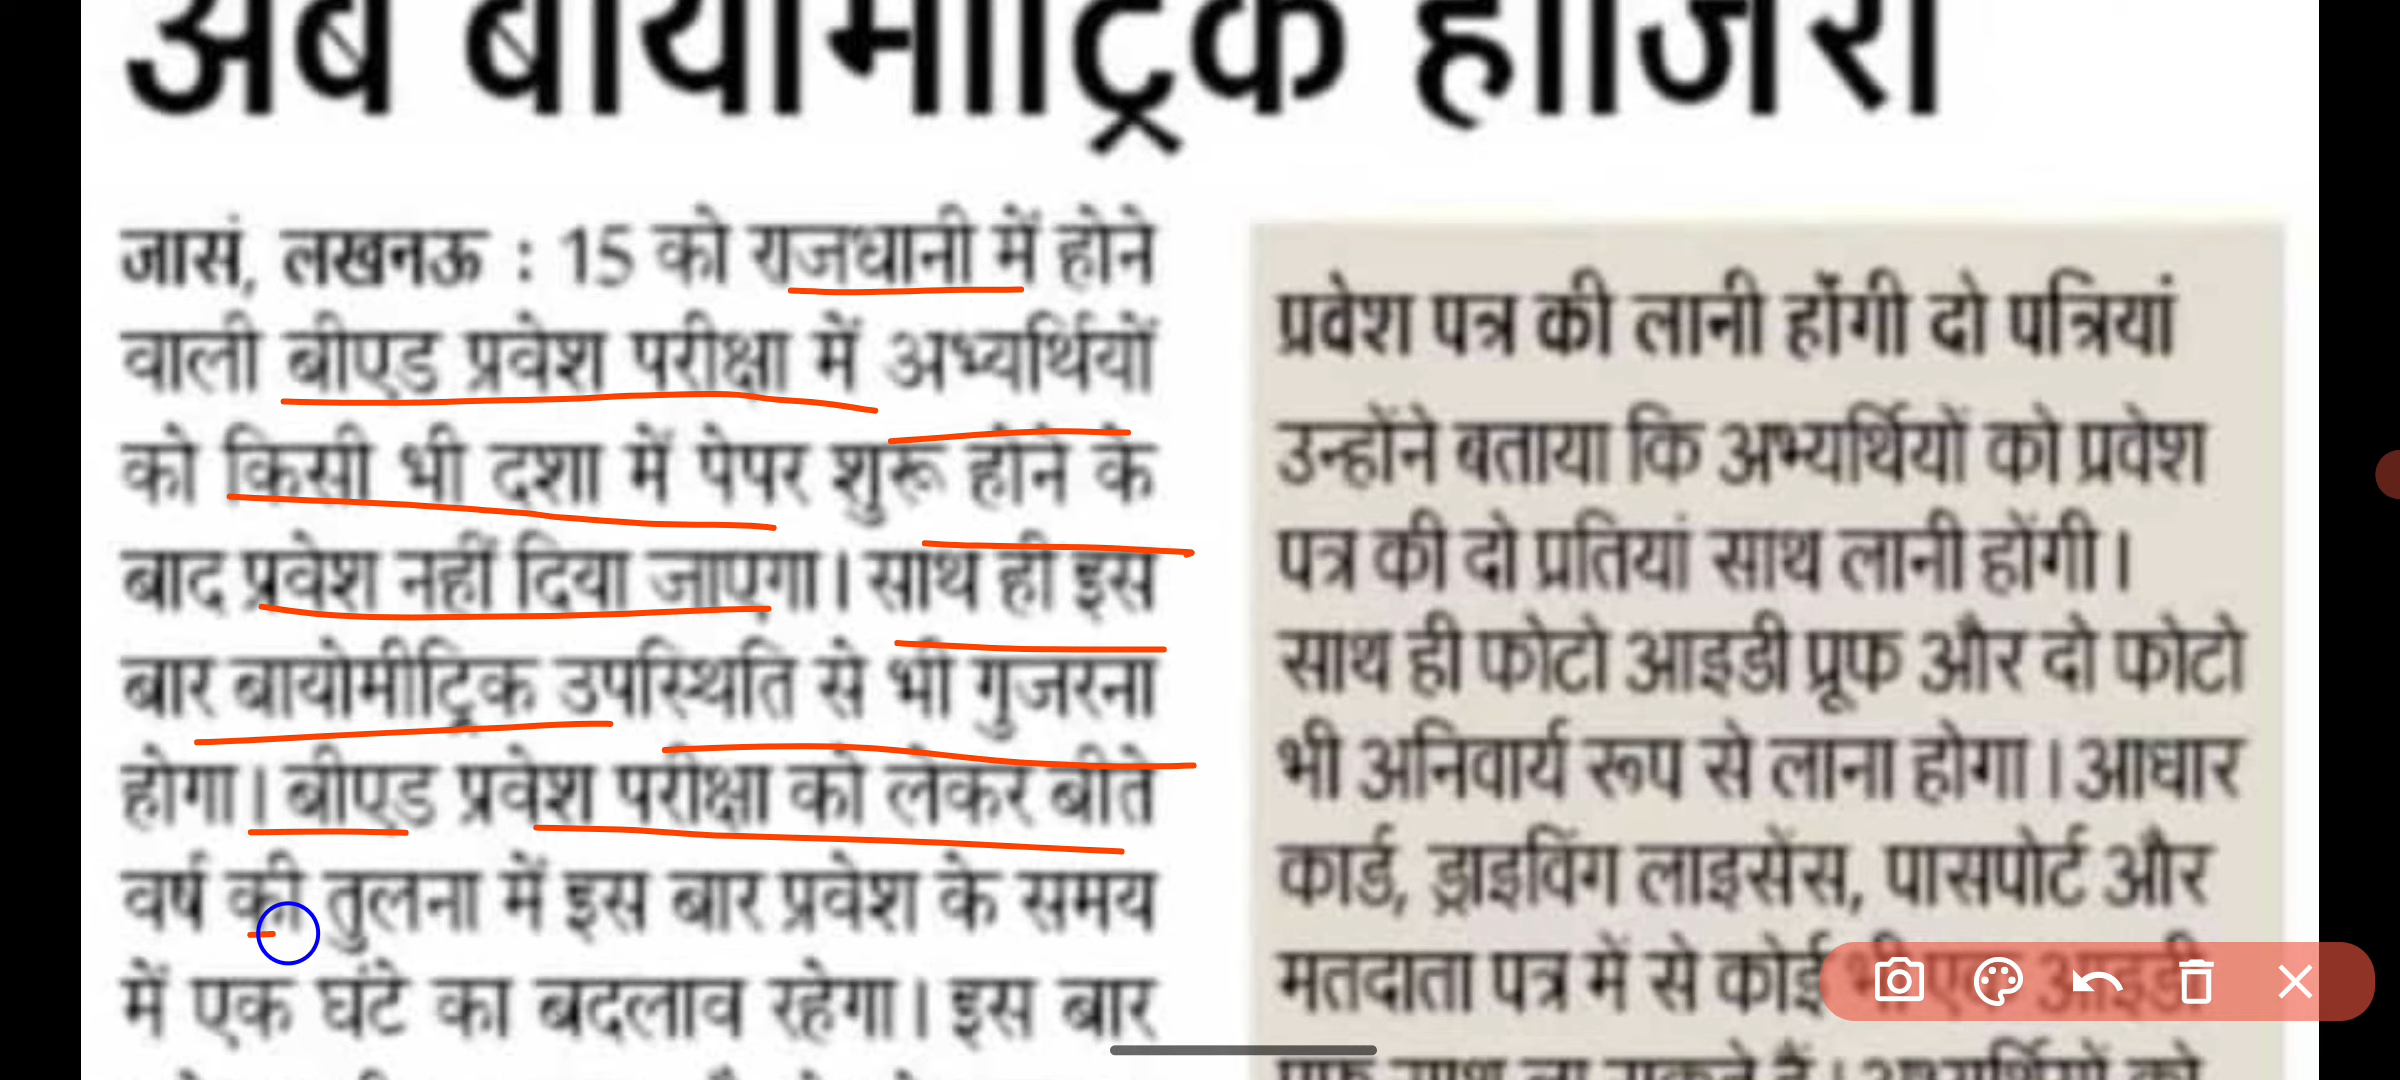 अब बायोमीट्रिक हाजिरी
जासं, लखनऊ : 15 को राजधानी में होने
वाली बीएड प्रवेश परीक्षा में अभ्यर्थियों
को किसी भी दशा में पेपर शुरू होने के
बाद प्रवेश नहीं दिया जाएगा। साथ ही इस
बार बायोमीट्रिक उपस्थिति से भी गुजरना
होगा। बीएड प्रवेश परीक्षा को लेकर बीते
वर्ष की तुलना में इस बार प्रवेश के समय
में एक घंटे का बदलाव रहेगा। इस बार
प्रवेश पत्र की लानी होंगी दो पत्रियां
उन्होंने बताया कि अभ्यर्थियों को प्रवेश
पत्र की दो प्रतियां साथ लानी होंगी।
साथ ही फोटो आइडी प्रूफ और दो फोटो
भी अनिवार्य रूप से लाना होगा। आधार
कार्ड, ड्राइविंग लाइसेंस, पासपोर्ट और
मतदाता पत्र में से कोई भी एक आइडी